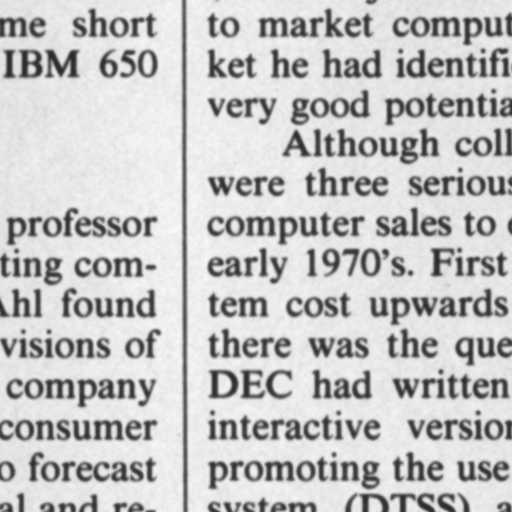 me short
IBM 650
professor
ting com-
Ahl found
visions of
company
consumer
o forecast
al and re-
to market comput
ket he had identifi
very good potentia
Although coll
were three serious
computer sales to
early 1970's. First
tem cost upwards
there was the que
DEC had written
interactive version
promoting the use
system (DTSS)